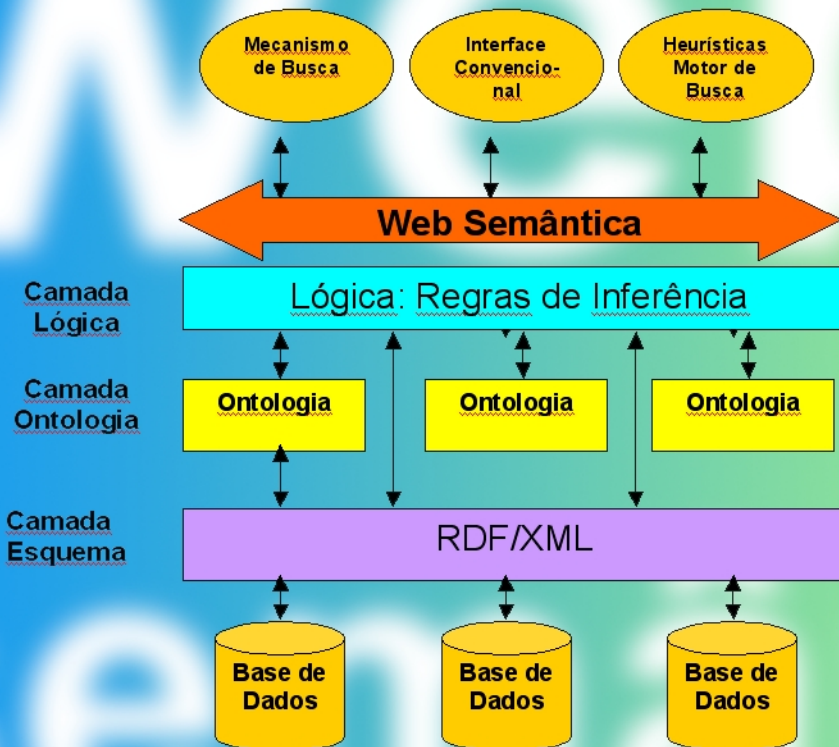 Mecanismo
de Busca
Interface
Convencio-
nal
Heurísticas
Motor de
Busca
Web Semântica
Camada
Lógica
Lógica: Regras de Inferência
Camada
Ontologia
Ontologia
Ontologia
Ontologia
Camada
Esquema
RDF/XML
Base de
Dados
Base de
Dados
Base de
Dados